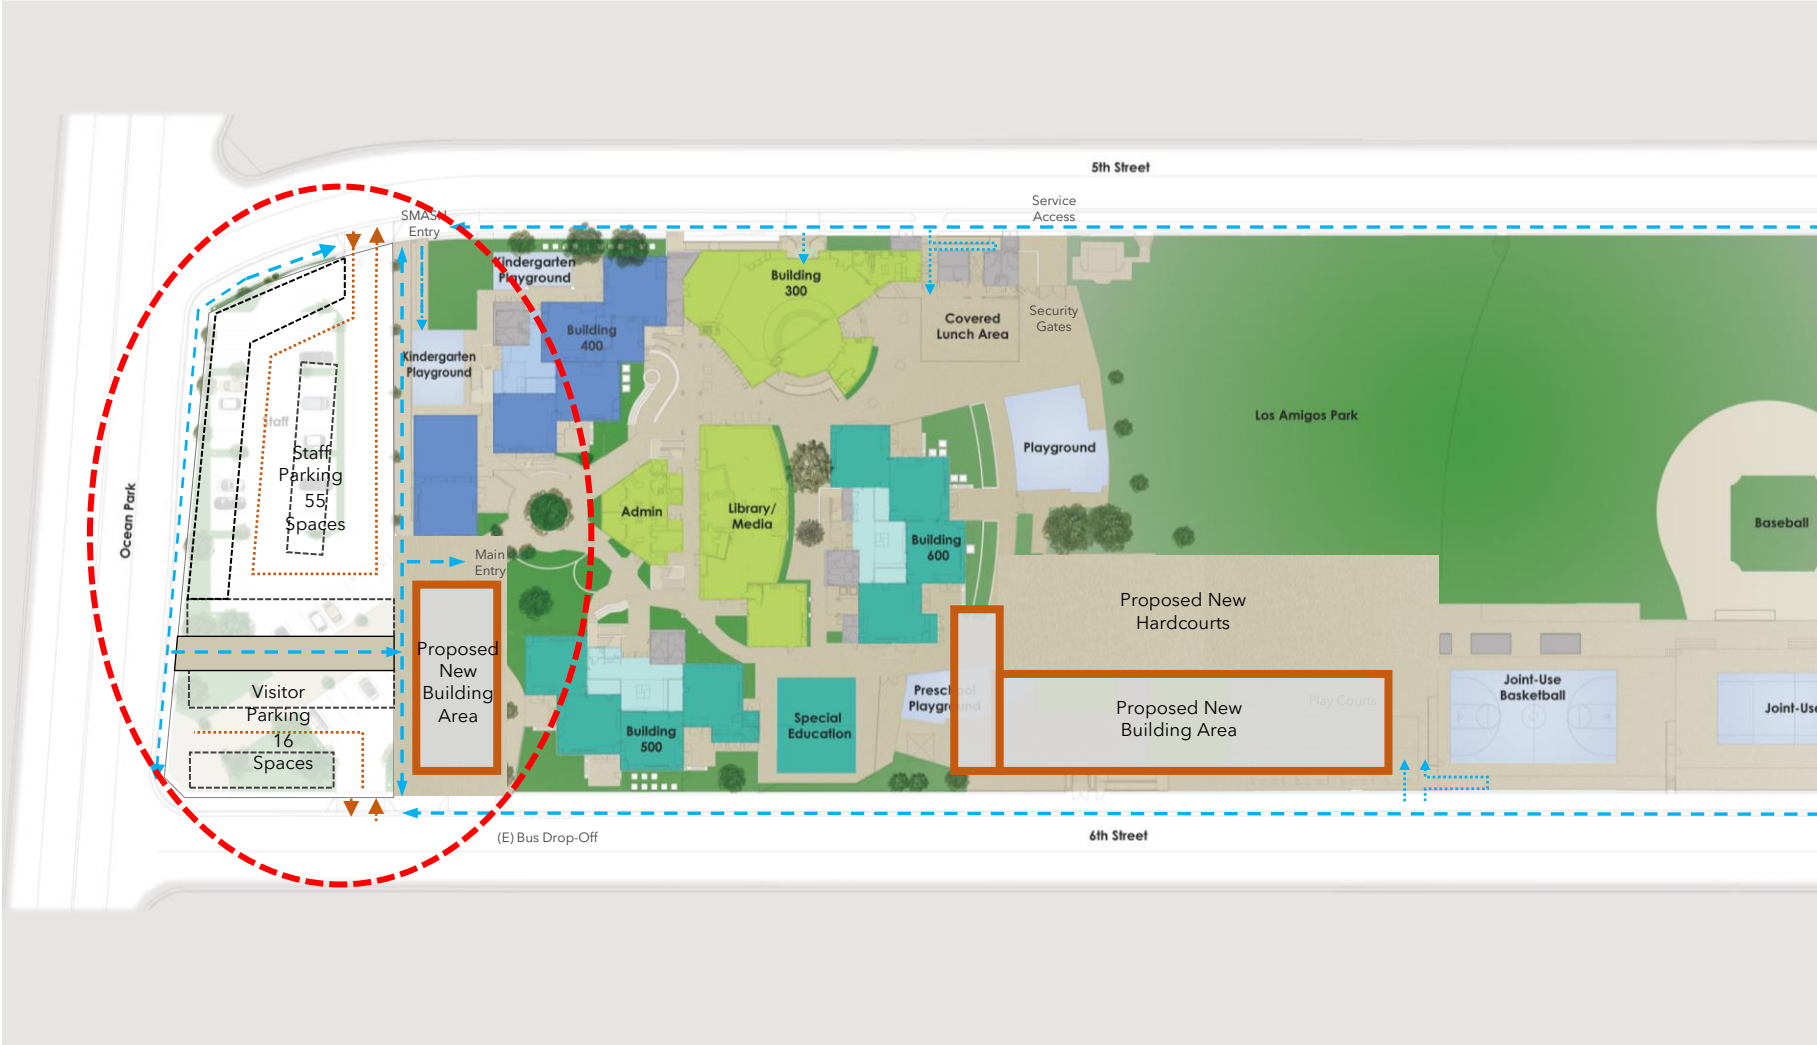 5th Street
Service
Access
SMASH
Entry
Kindergarten
Playground
Building
300
Building
400
Covered
Lunch Area
Security
Gates
Kindergarten
Playground
Los Amigos Park
Staff
Staff
Parking
55
Spaces
Playground
Ocean Park
Admin
Library/
Media
Building
600
Baseball
Main
Entry
Proposed New
Hardcourts
Proposed
New
Building
Area
Visitor
Parking
16
Spaces
Preschool
Playground
Play Courts
Joint-Use
Basketball
Joint-Use
Proposed New
Building Area
Special
Education
Building
500
(E) Bus Drop-Off
6th Street